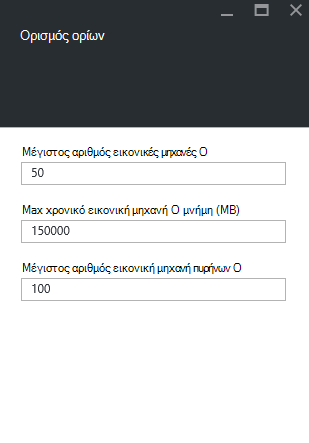 Ορισμός ορίων
Μέγιστος αριθμός εικονικές μηχανές Ο
50
Max χρονικό εικονική μηχανή Ο μνήμη (MB)
150000
Μέγιστος αριθμός εικονική μηχανή πυρήνων Ο
100